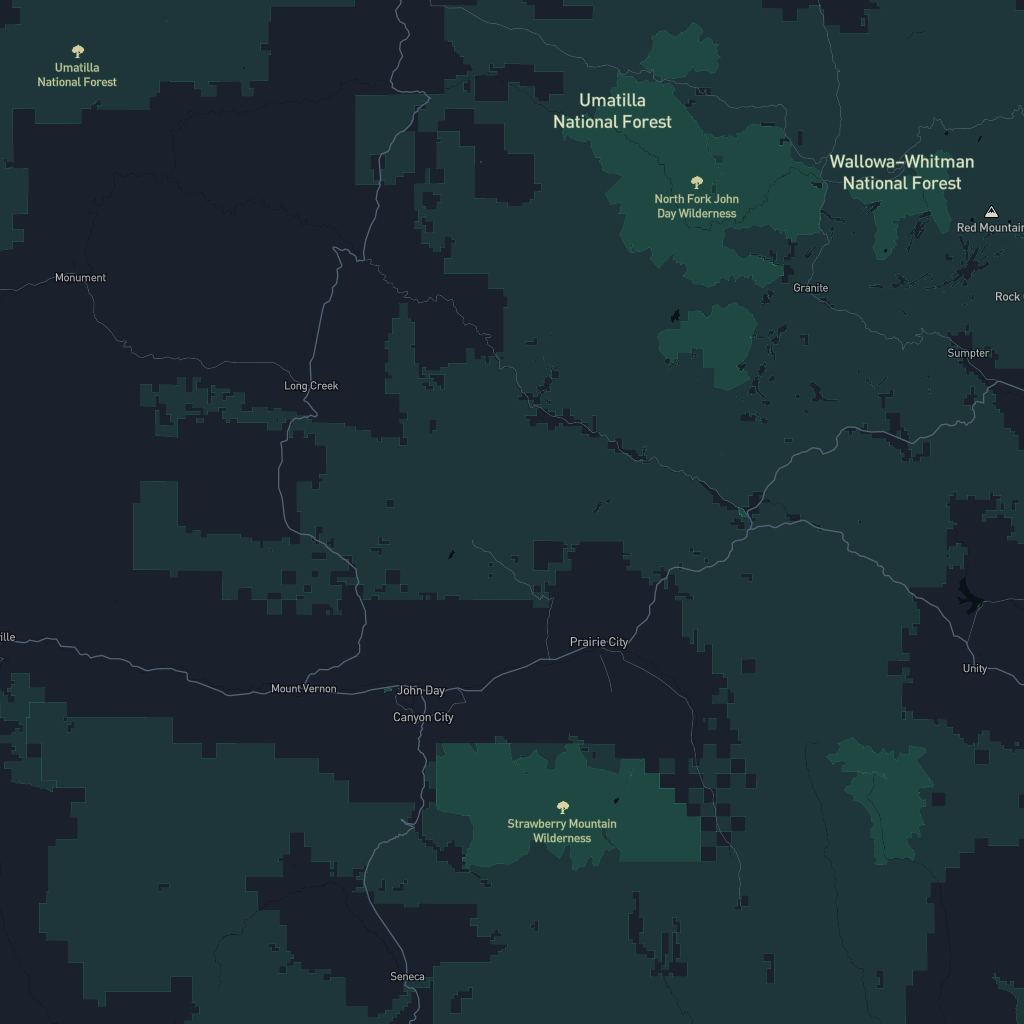 Umatilla
National Forest
Umatilla
National Forest
Wallowa–Whitman
National Forest
North Fork John
Day Wilderness
Red Mountain
Monument
Granite
Rock
Sumpter
Long Creek
ille
Prairie City
Unity
Mount Vernon
John Day
Canyon City
Strawberry Mountain
Wilderness
Seneca